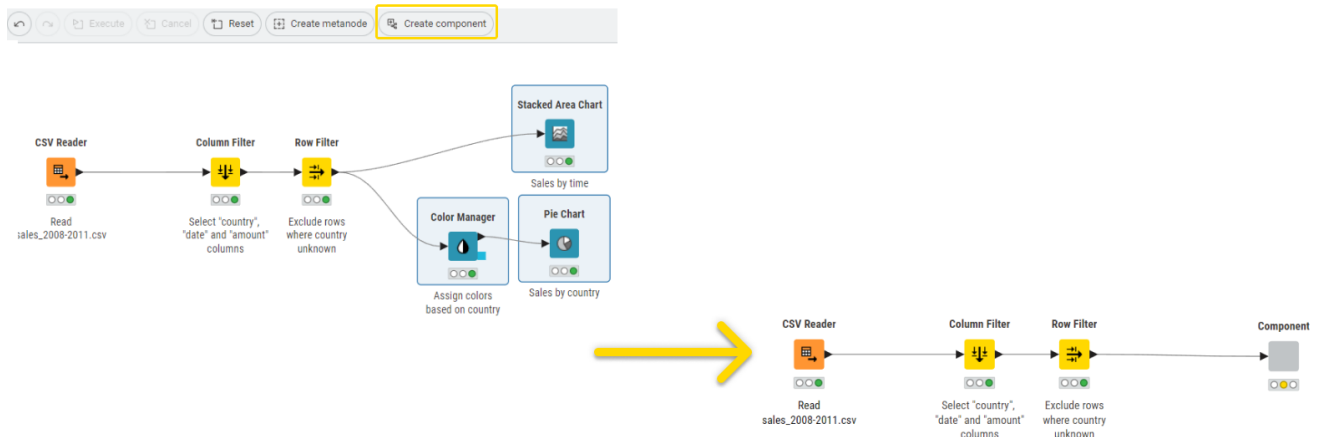 Execute
Cancel
Reset
Create metanode
Create component
Stacked Area Chart
CSV Reader
Column Filter
Row Filter
Sales by time
Read
sales_2008-2011.csv
Select "country",
"date" and "amount"
columns
Exclude rows
where country
unknown
Color Manager
Pie Chart
Assign colors
based on country
Sales by country
CSV Reader
Column Filter
Row Filter
Component
Read
sales_2008-2011.csv
Select "country",
"date" and "amount"
columns
Exclude rows
where country
unknown